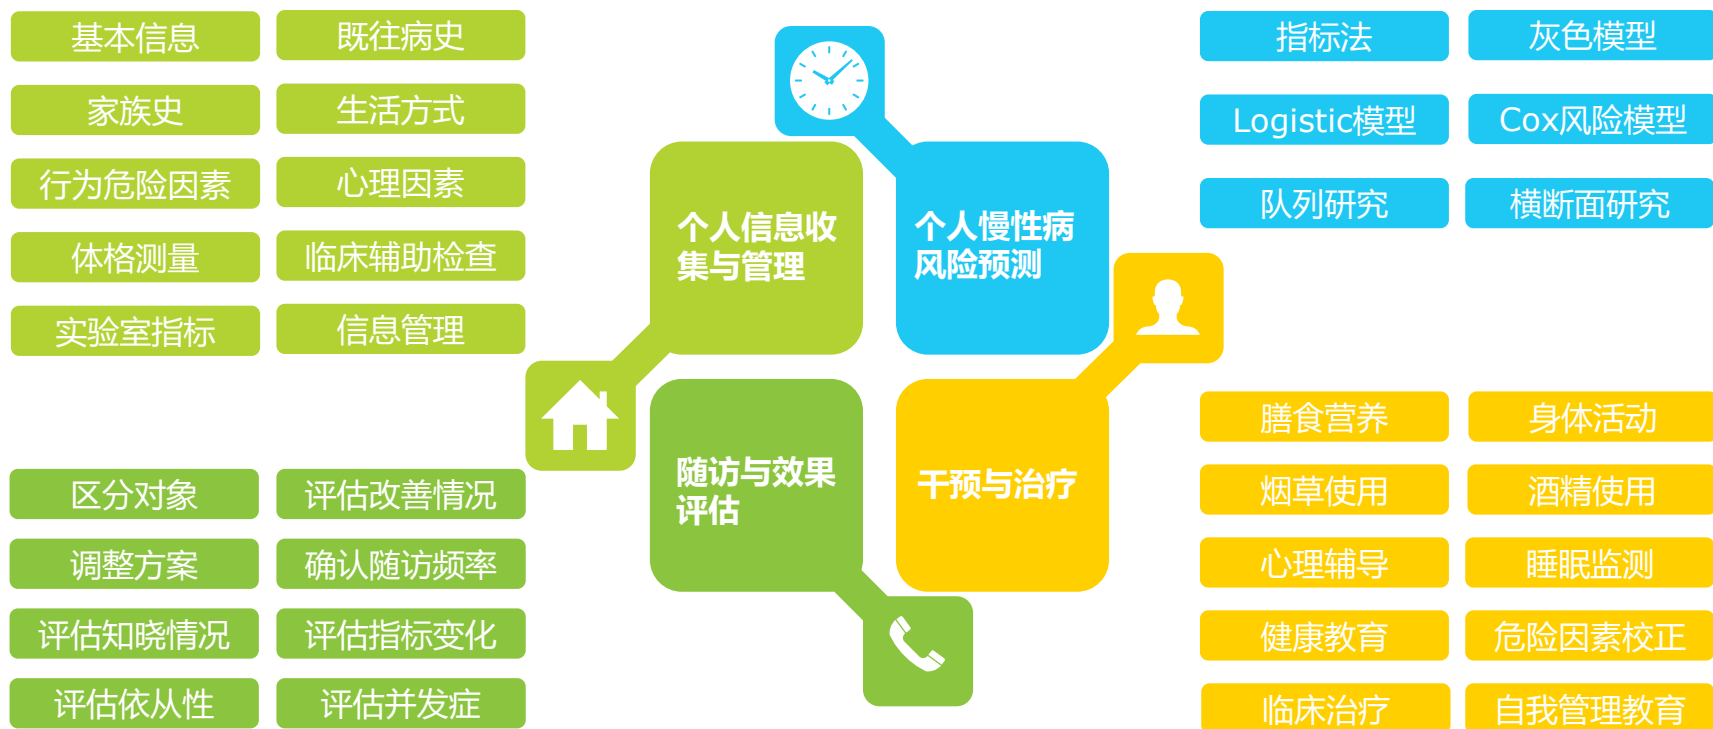 基本信息
既往病史
家族史
生活方式
行为危险因素
心理因素
体格测量
临床辅助检查
实验室指标
信息管理
个人信息收
集与管理
个人慢性病
风险预测
指标法
灰色模型
Logistic模型
Cox风险模型
队列研究
横断面研究
区分对象
评估改善情况
调整方案
确认随访频率
评估知晓情况
评估指标变化
评估依从性
评估并发症
随访与效果
评估
干预与治疗
膳食营养
身体活动
烟草使用
酒精使用
心理辅导
睡眠监测
健康教育
危险因素校正
临床治疗
自我管理教育